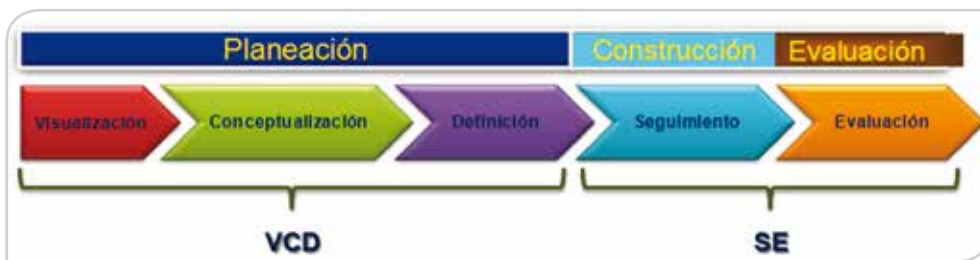 Planeación Construcción Evaluación
Visualización Conceptualización Definición Seguimiento Evaluación
VCD SE